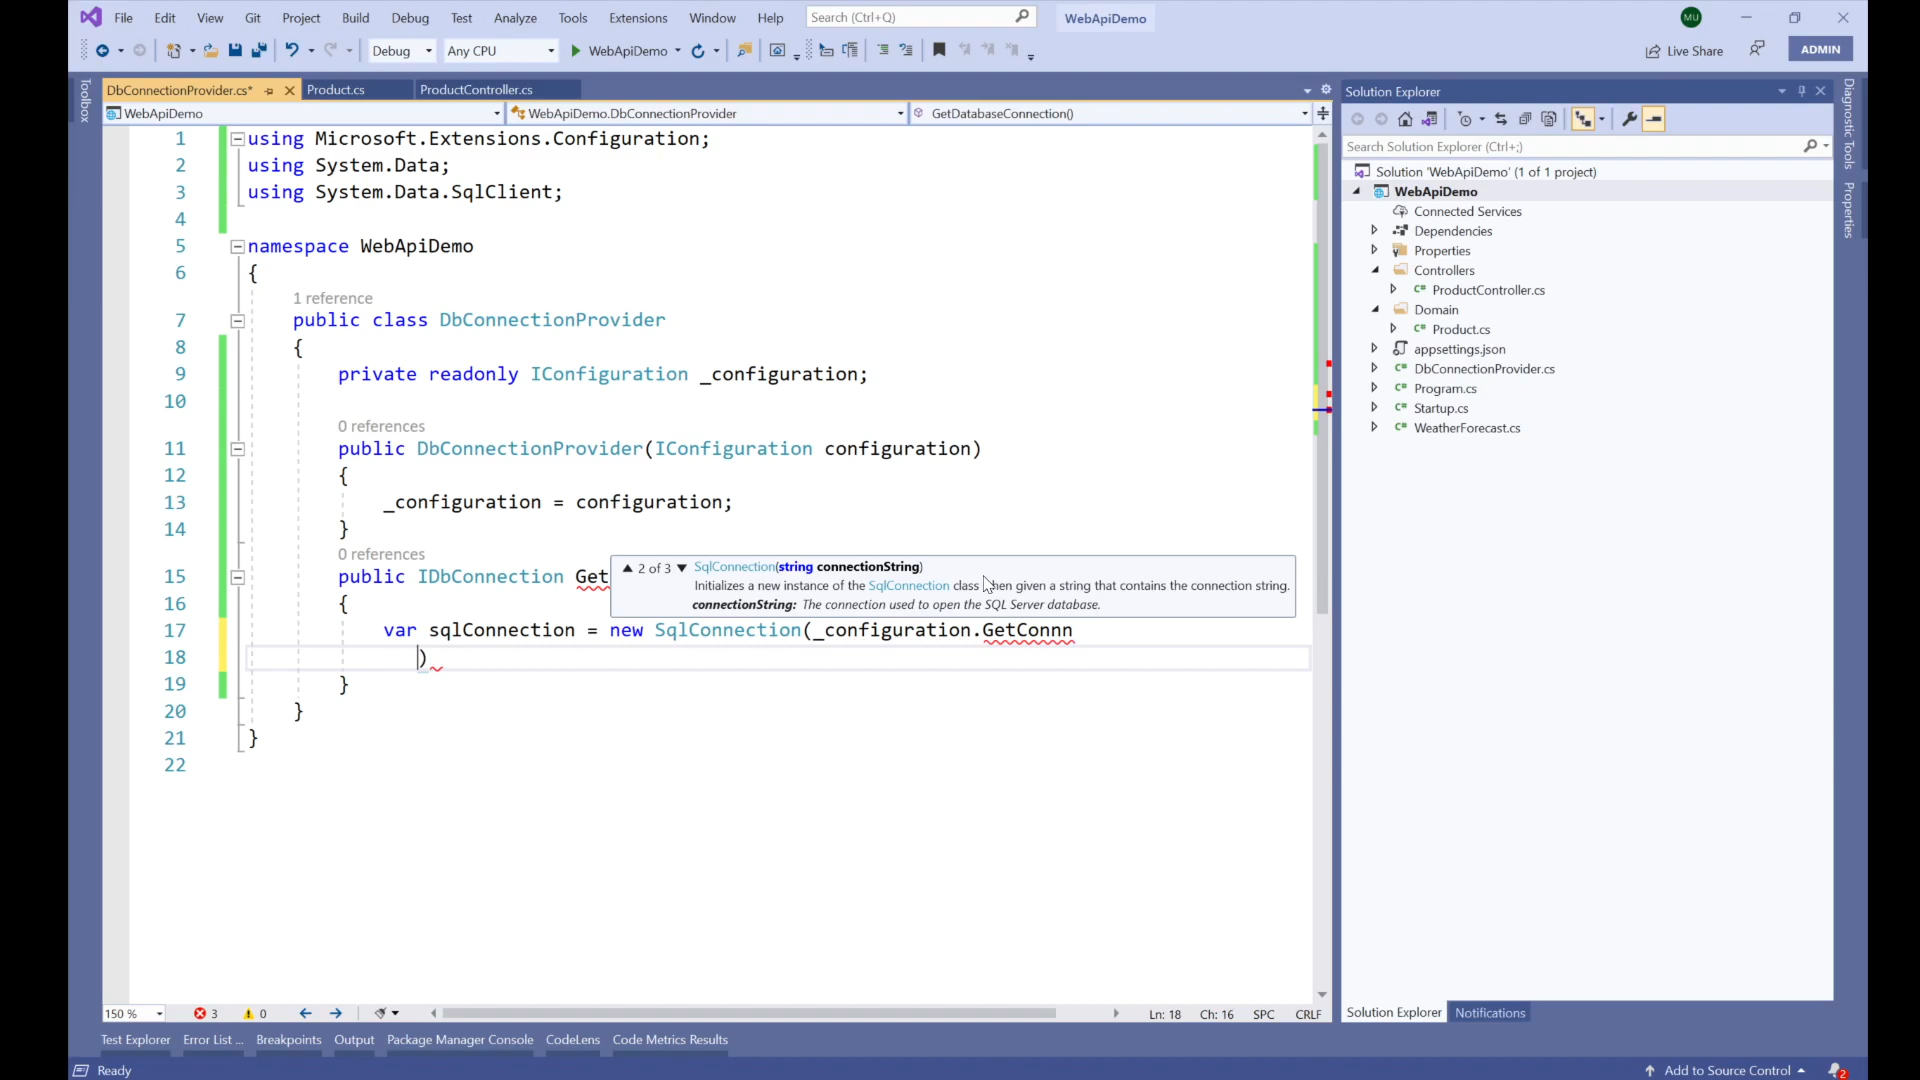 File Edit View Git Project Build Debug Test Analyze Tools Extensions Window Help Search (Ctrl+Q) WebApiDemo MU
Debug Any CPU WebApiDemo Live Share ADMIN
Toolbox
DbConnectionProvider.cs* Product.cs ProductController.cs
WebApiDemo WebApiDemo.DbConnectionProvider GetDatabaseConnection()
1 using Microsoft.Extensions.Configuration;
2 using System.Data;
3 using System.Data.SqlClient;
4
5 namespace WebApiDemo
6 {
1 reference
7 public class DbConnectionProvider
8 {
9 private readonly IConfiguration _configuration;
10
0 references
11 public DbConnectionProvider(IConfiguration configuration)
12 {
13 _configuration = configuration;
14 }
0 references
15 public IDbConnection Get
16 {
17 var sqlConnection = new SqlConnection(_configuration.GetConnn
18 )
19 }
20 }
21 }
22
2 of 3 SqlConnection(string connectionString)
Initializes a new instance of the SqlConnection class when given a string that contains the connection string.
connectionString: The connection used to open the SQL Server database.
150 % 3 0 Ln: 18 Ch: 16 SPC CRLF
Solution Explorer
Search Solution Explorer (Ctrl+;)
Solution 'WebApiDemo' (1 of 1 project)
WebApiDemo
Connected Services
Dependencies
Properties
Controllers
C# ProductController.cs
Domain
C# Product.cs
appsettings.json
C# DbConnectionProvider.cs
C# Program.cs
C# Startup.cs
C# WeatherForecast.cs
Solution Explorer Notifications
Diagnostic Tools
Properties
Test Explorer Error List ... Breakpoints Output Package Manager Console CodeLens Code Metrics Results
Ready Add to Source Control 2